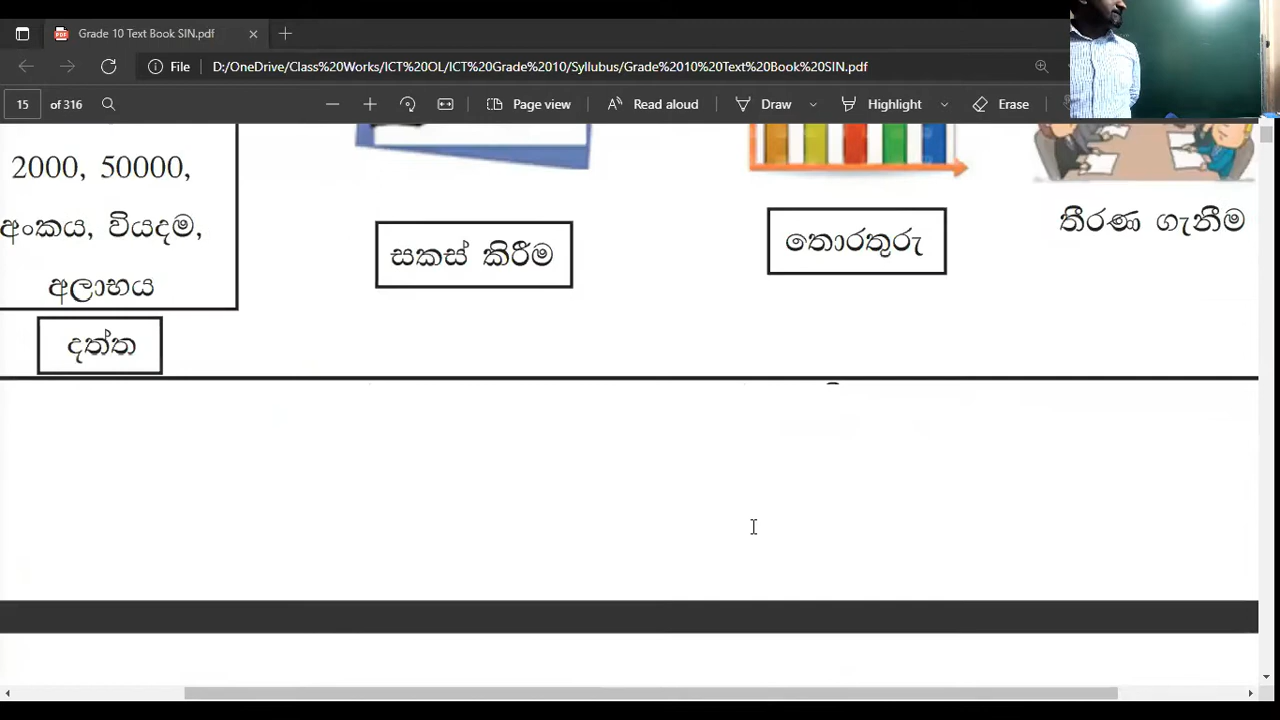 Grade 10 Text Book SIN.pdf
File D:/OneDrive/Class%20Works/ICT%20OL/ICT%20Grade%2010/Syllubus/Grade%2010%20Text%20Book%20SIN.pdf
15 of 316 Page view Read aloud Draw Highlight Erase
2000, 50000,
අංකය, වියදම,
අලාභය
දත්ත
සකස් කිරීම
තොරතුරු
තීරණ ගැනීම